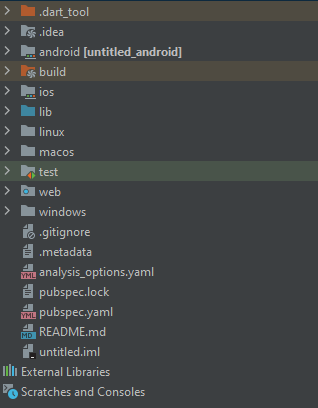 .dart_tool
.idea
android [untitled_android]
build
ios
lib
linux
macos
test
web
windows
.gitignore
.metadata
analysis_options.yaml
pubspec.lock
pubspec.yaml
README.md
untitled.iml
External Libraries
Scratches and Consoles